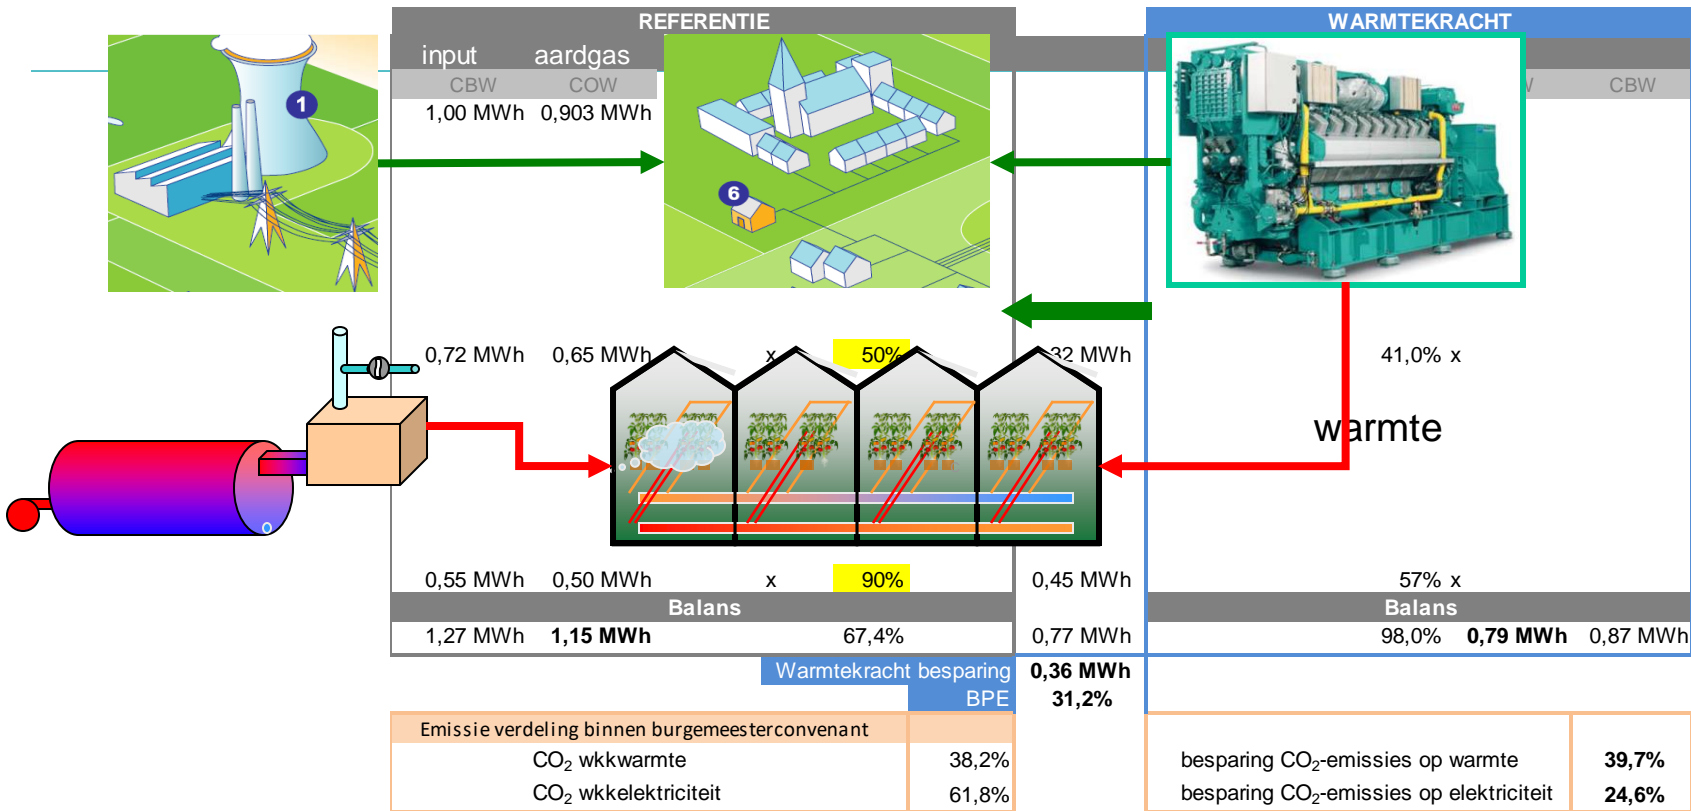 REFERENTIE WARMTEKRACHT
input aardgas
CBW COW CBW
1,00 MWh 0,903 MWh
1
6
0,72 MWh 0,65 MWh x 50% 32 MWh 41,0% x
warmte
0,55 MWh 0,50 MWh x 90% 0,45 MWh 57% x
Balans Balans
1,27 MWh 1,15 MWh 67,4% 0,77 MWh 98,0% 0,79 MWh 0,87 MWh
Warmtekracht besparing 0,36 MWh
BPE 31,2%
Emissie verdeling binnen burgemeesterconvenant
CO₂ wkkwarmte 38,2% besparing CO₂-emissies op warmte 39,7%
CO₂ wkkelektriciteit 61,8% besparing CO₂-emissies op elektriciteit 24,6%